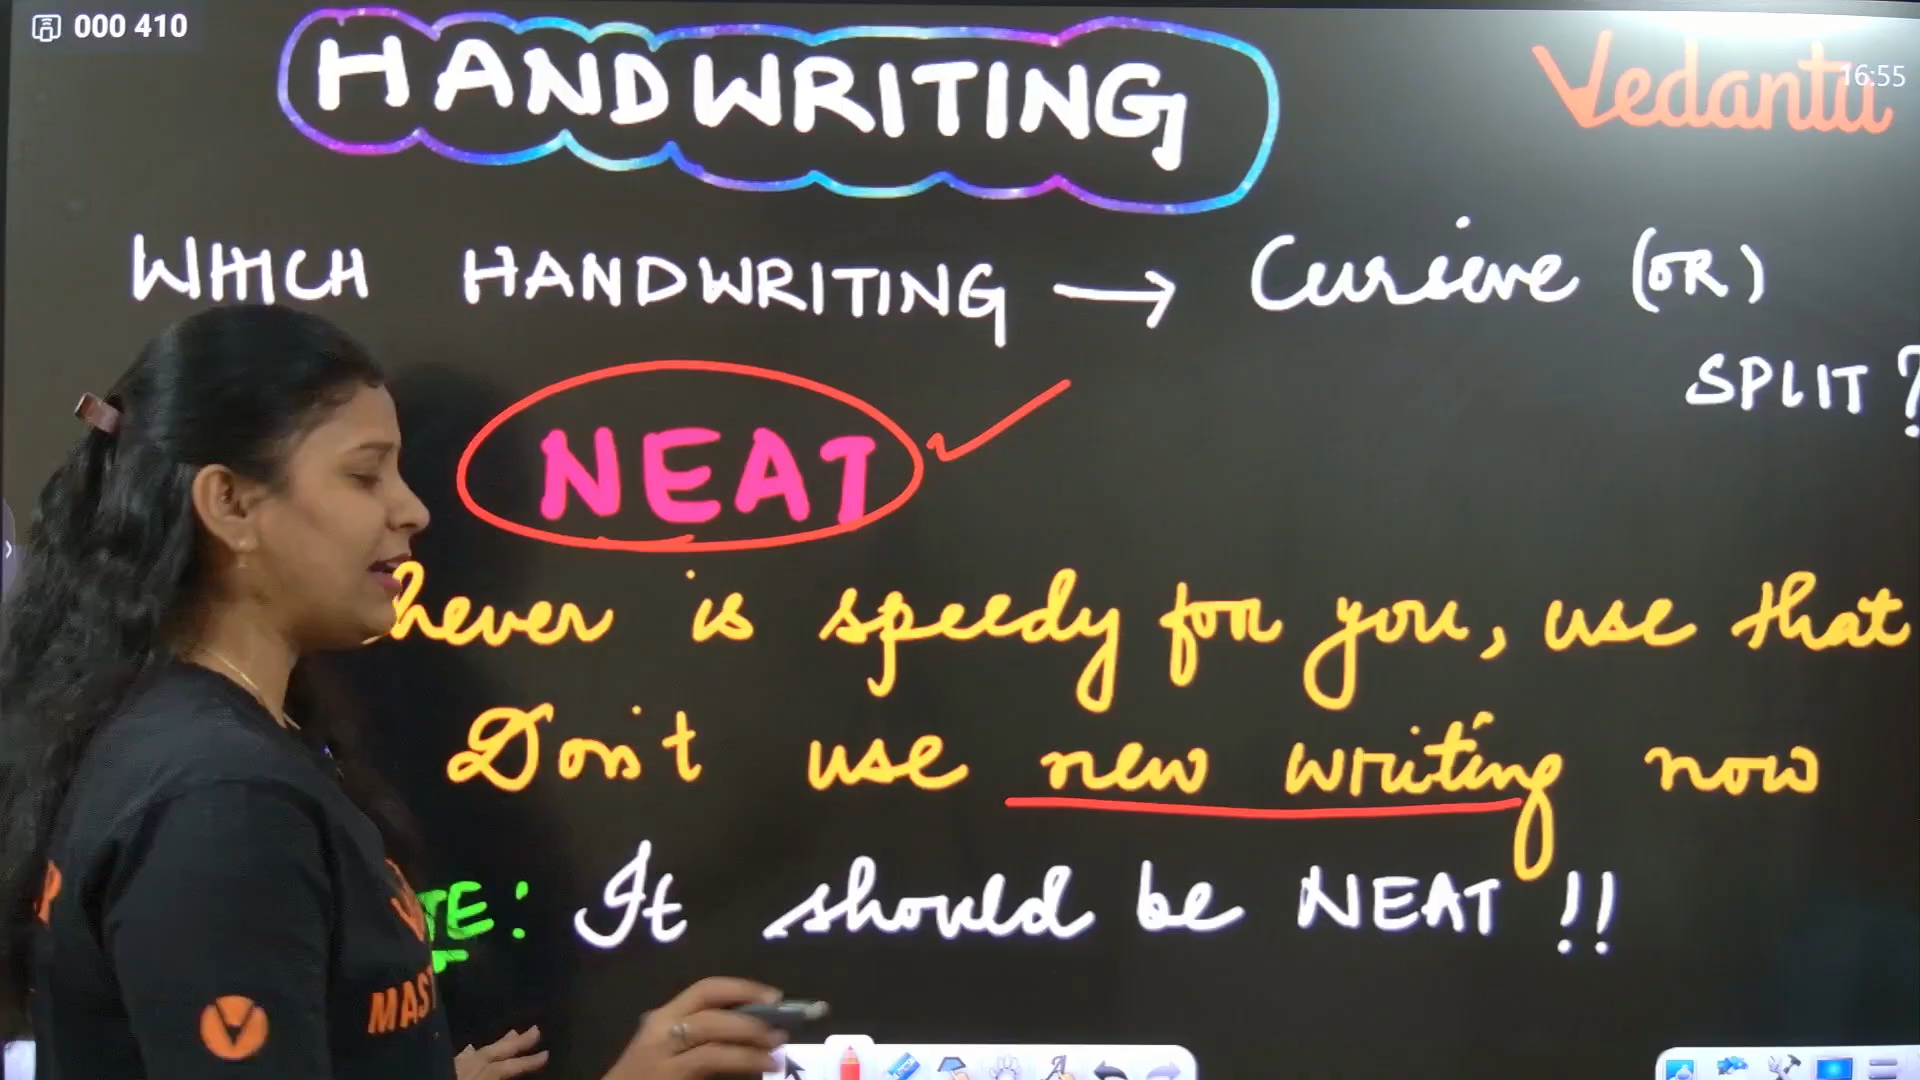 000 410
HANDWRITING
Vedantu
16:55
WHICH HANDWRITING → Cursive (OR)
SPLIT ?
NEAT
hever is speedy for you, use that
Don't use new writing now
TE: It should be NEAT !!
MAST